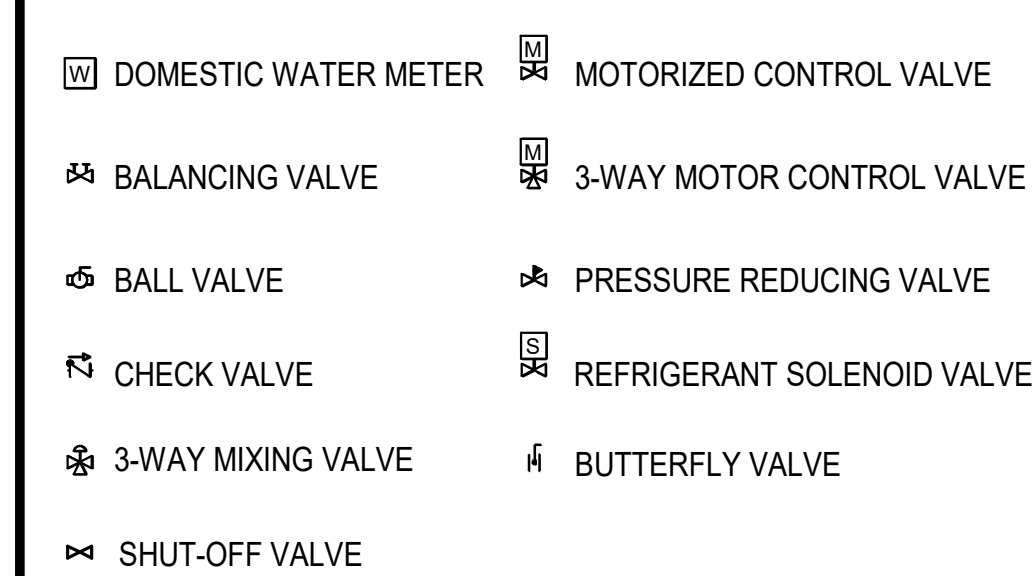 W DOMESTIC WATER METER
BALANCING VALVE
BALL VALVE
CHECK VALVE
3-WAY MIXING VALVE
SHUT-OFF VALVE
M MOTORIZED CONTROL VALVE
M 3-WAY MOTOR CONTROL VALVE
PRESSURE REDUCING VALVE
S REFRIGERANT SOLENOID VALVE
BUTTERFLY VALVE